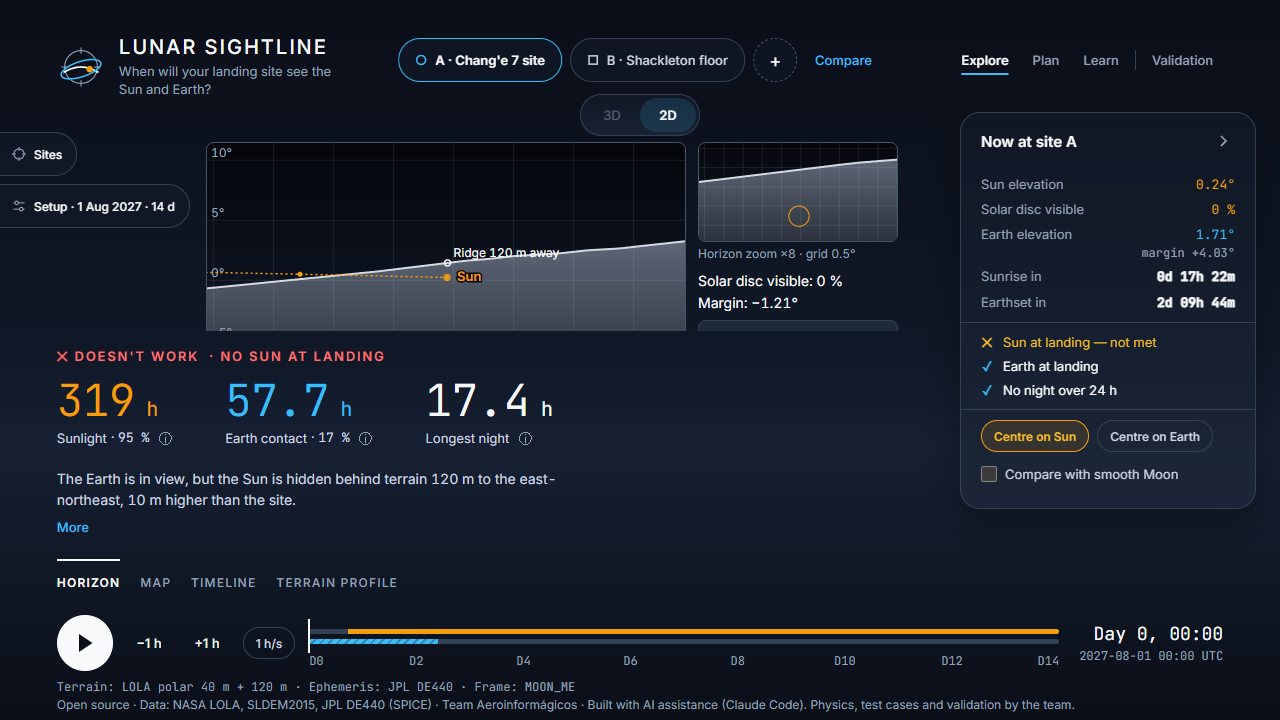 LUNAR SIGHTLINE
When will your landing site see the
Sun and Earth?
A · Chang'e 7 site
B · Shackleton floor
+
Compare
Explore
Plan
Learn
Validation
3D
2D
Sites
Setup · 1 Aug 2027 · 14 d
10°
5°
0°
-5°
Ridge 120 m away
Sun
Horizon zoom ×8 · grid 0.5°
Solar disc visible: 0 %
Margin: −1.21°
Now at site A
Sun elevation 0.24°
Solar disc visible 0 %
Earth elevation 1.71°
margin +4.03°
Sunrise in 0d 17h 22m
Earthset in 2d 09h 44m
Sun at landing — not met
Earth at landing
No night over 24 h
Centre on Sun
Centre on Earth
Compare with smooth Moon
DOESN'T WORK · NO SUN AT LANDING
319 h
Sunlight · 95 %
57.7 h
Earth contact · 17 %
17.4 h
Longest night
The Earth is in view, but the Sun is hidden behind terrain 120 m to the east-
northeast, 10 m higher than the site.
More
HORIZON
MAP
TIMELINE
TERRAIN PROFILE
−1 h
+1 h
1 h/s
D0 D2 D4 D6 D8 D10 D12 D14
Day 0, 00:00
2027-08-01 00:00 UTC
Terrain: LOLA polar 40 m + 120 m · Ephemeris: JPL DE440 · Frame: MOON_ME
Open source · Data: NASA LOLA, SLDEM2015, JPL DE440 (SPICE) · Team Aeroinformágicos · Built with AI assistance (Claude Code). Physics, test cases and validation by the team.